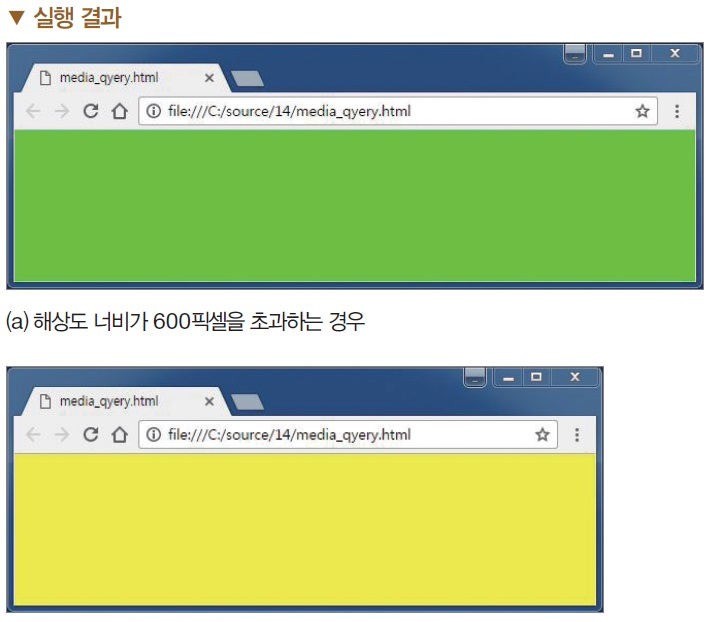 ▼ 실행 결과
media_qyery.html
file:///C:/source/14/media_qyery.html
(a) 해상도 너비가 600픽셀을 초과하는 경우
media_qyery.html
file:///C:/source/14/media_qyery.html